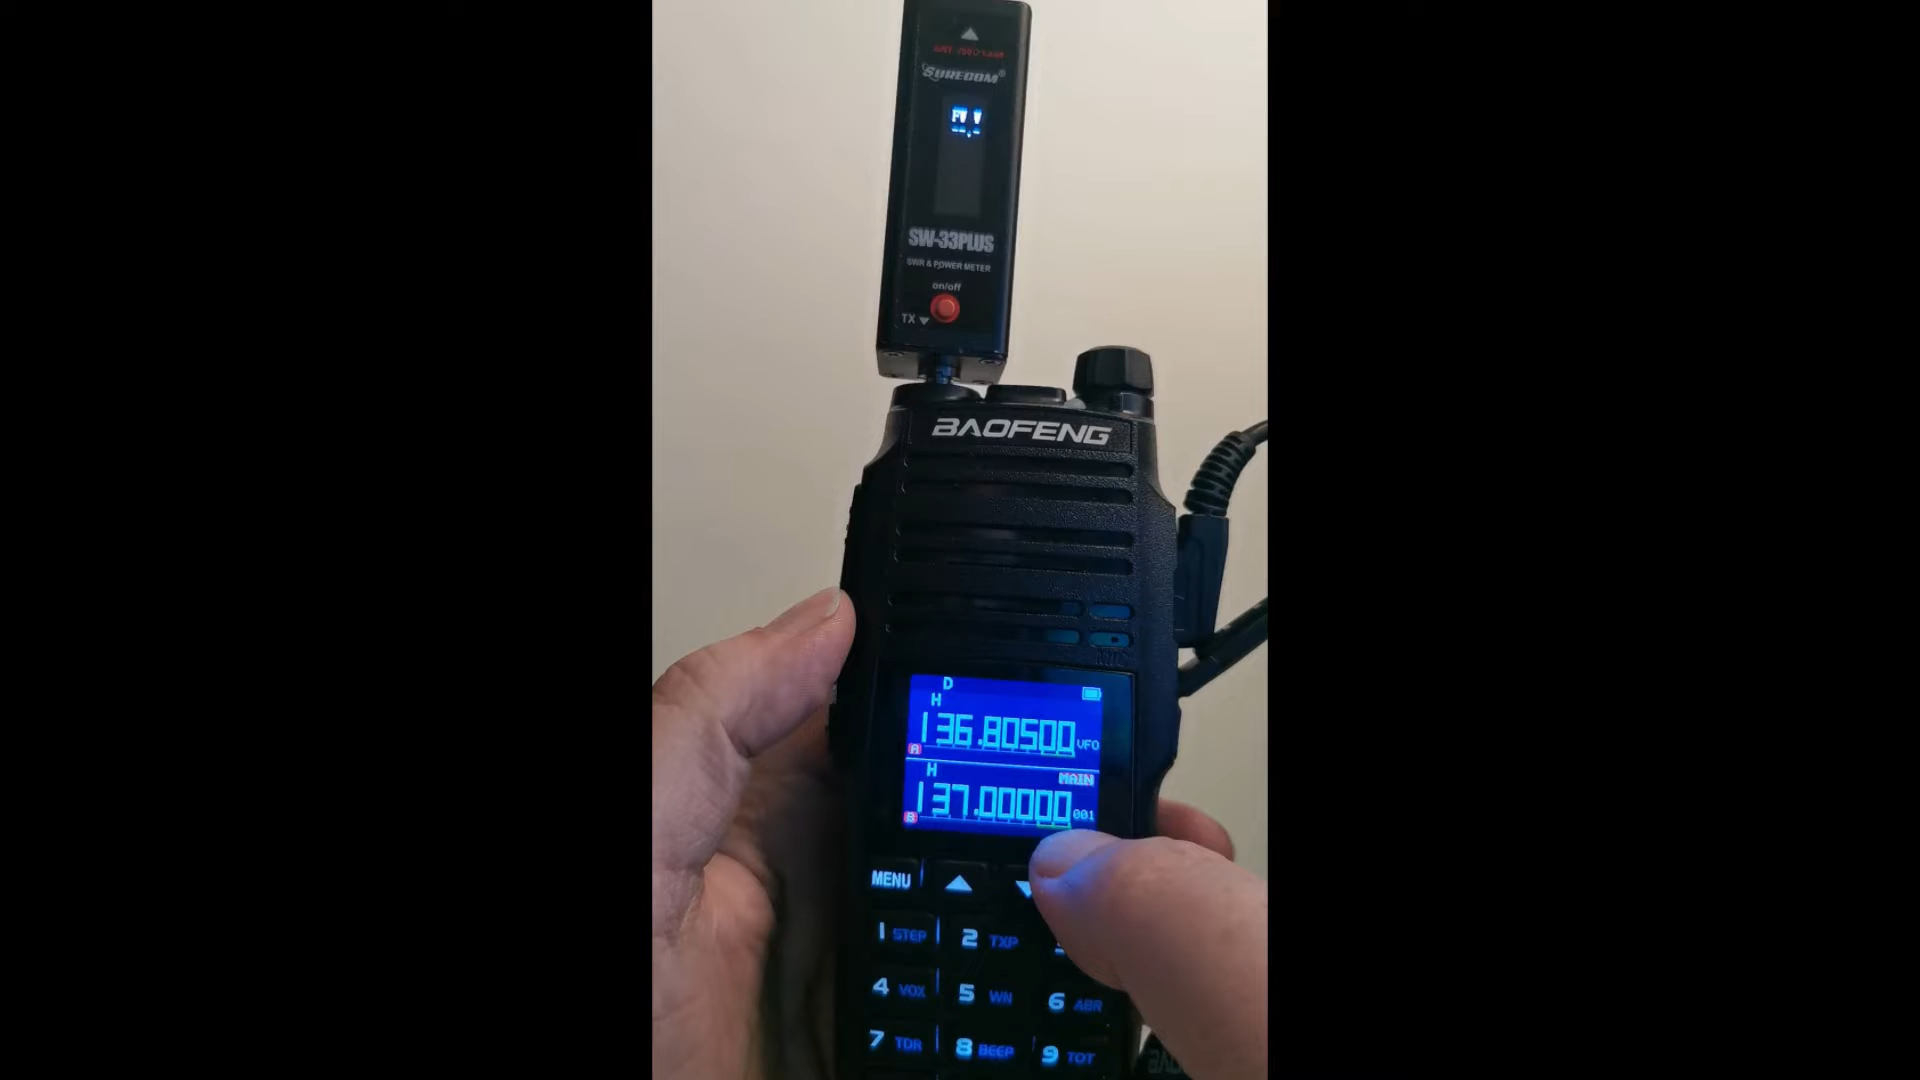 SURECOM®
SW-33PLUS
SWR & POWER METER
on/off
TX
BAOFENG
D
H
136.80500 VFO
A
H MAIN
137.00000 001
B
MENU
1 STEP 2 TXP
4 VOX 5 WN 6 ABR
7 TDR 8 BEEP 9 TOT